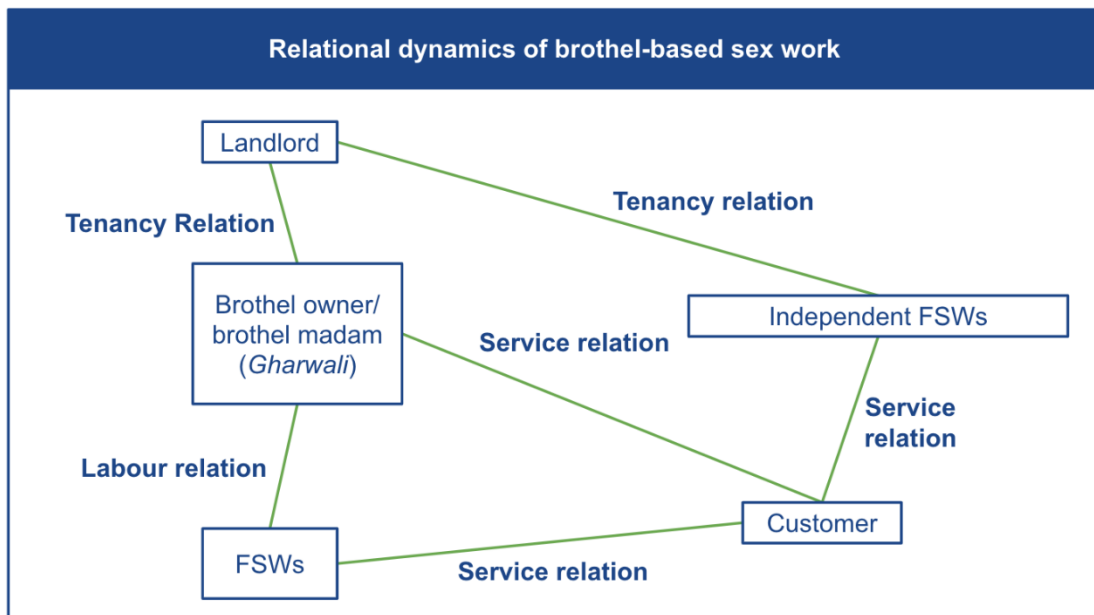 Relational dynamics of brothel-based sex work
Landlord
Tenancy Relation
Tenancy relation
Brothel owner/
brothel madam
(Gharwali)
Independent FSWs
Service relation
Service
relation
Labour relation
Customer
FSWs
Service relation